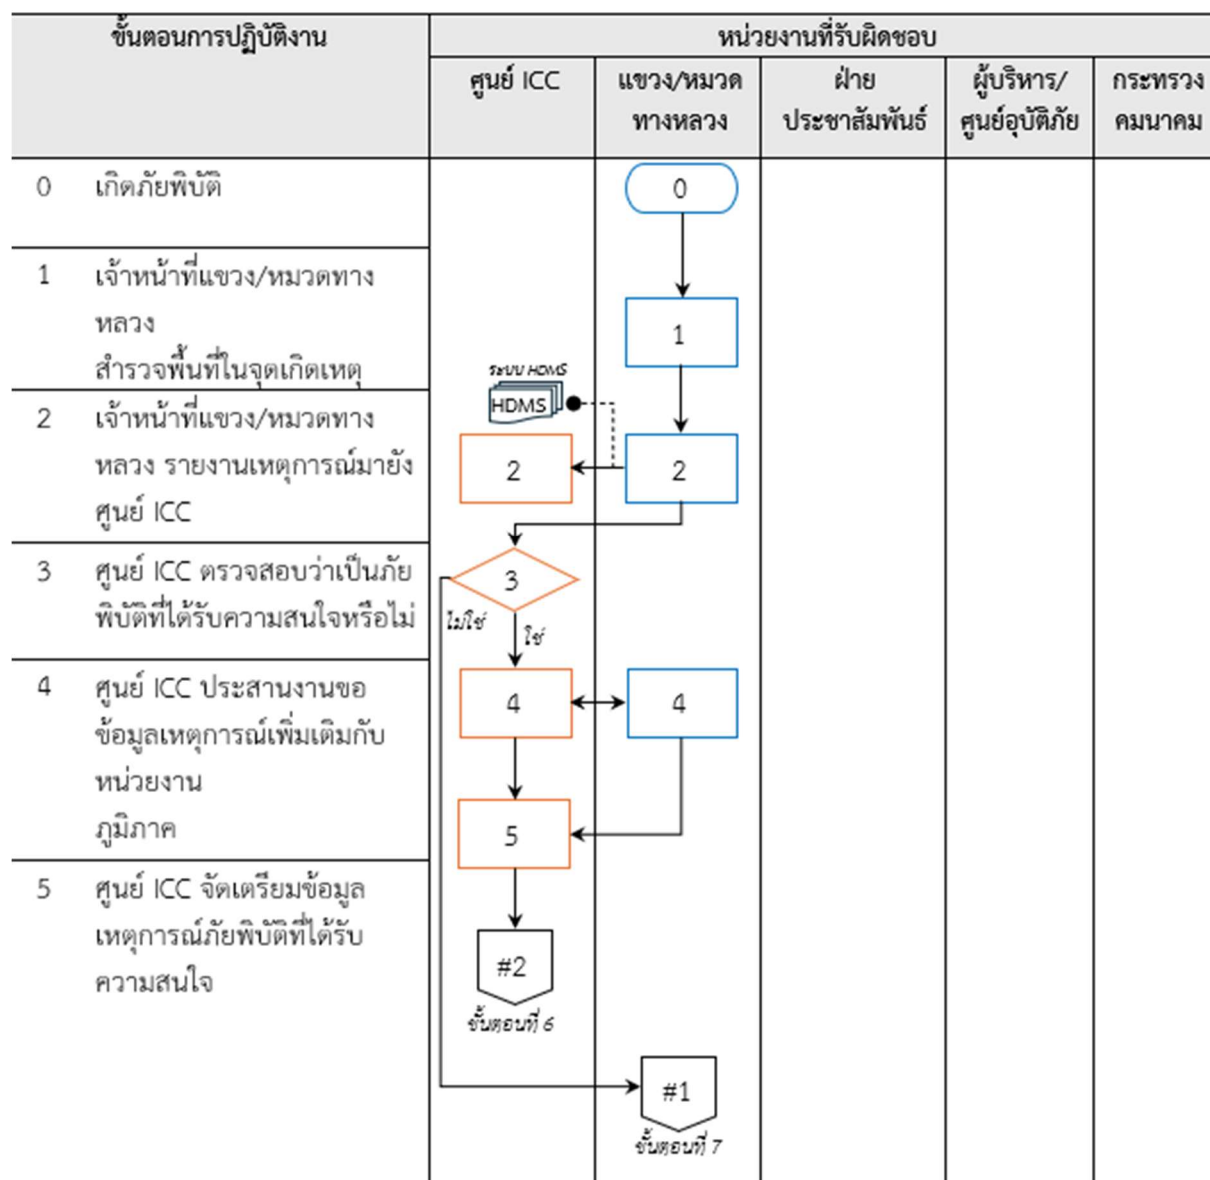 ขั้นตอนการปฏิบัติงาน
หน่วยงานที่รับผิดชอบ
ศูนย์ ICC
แขวง/หมวด
ทางหลวง
ฝ่าย
ประชาสัมพันธ์
ผู้บริหาร/
ศูนย์อุบัติภัย
กระทรวง
คมนาคม
0 เกิดภัยพิบัติ
0
1 เจ้าหน้าที่แขวง/หมวดทาง
หลวง
สำรวจพื้นที่ในจุดเกิดเหตุ
1
ระบบ HDMS
HDMS
2 เจ้าหน้าที่แขวง/หมวดทาง
หลวง รายงานเหตุการณ์มายัง
ศูนย์ ICC
2
2
3 ศูนย์ ICC ตรวจสอบว่าเป็นภัย
พิบัติที่ได้รับความสนใจหรือไม่
3
ไม่ใช่
ใช่
4 ศูนย์ ICC ประสานงานขอ
ข้อมูลเหตุการณ์เพิ่มเติมกับ
หน่วยงาน
ภูมิภาค
4
4
5
5 ศูนย์ ICC จัดเตรียมข้อมูล
เหตุการณ์ภัยพิบัติที่ได้รับ
ความสนใจ
#2
ขั้นตอนที่ 6
#1
ขั้นตอนที่ 7